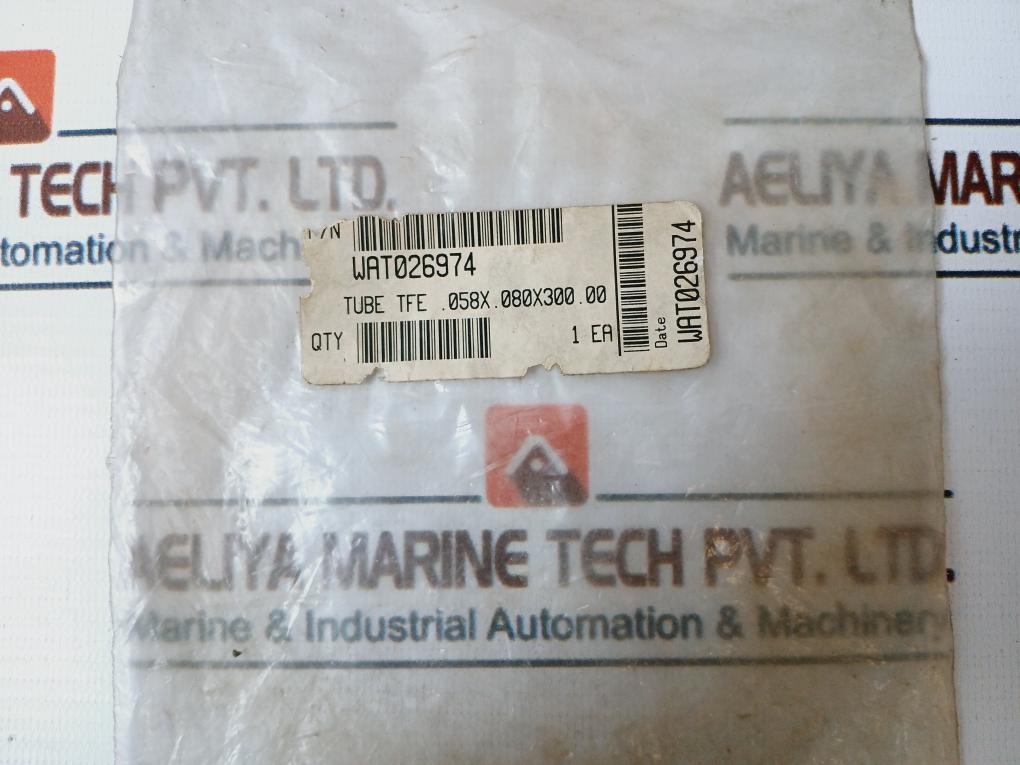 TECH PVT. LTD.
AELIYA MAR
tomation & Mach
Marine & Industr
P/N
WAT026974
TUBE TFE .058X.080X300.00
QTY
1 EA
Date
WAT026974
AELIYA MARINE TECH PVT. LTD.
Marine & Industrial Automation & Machinery